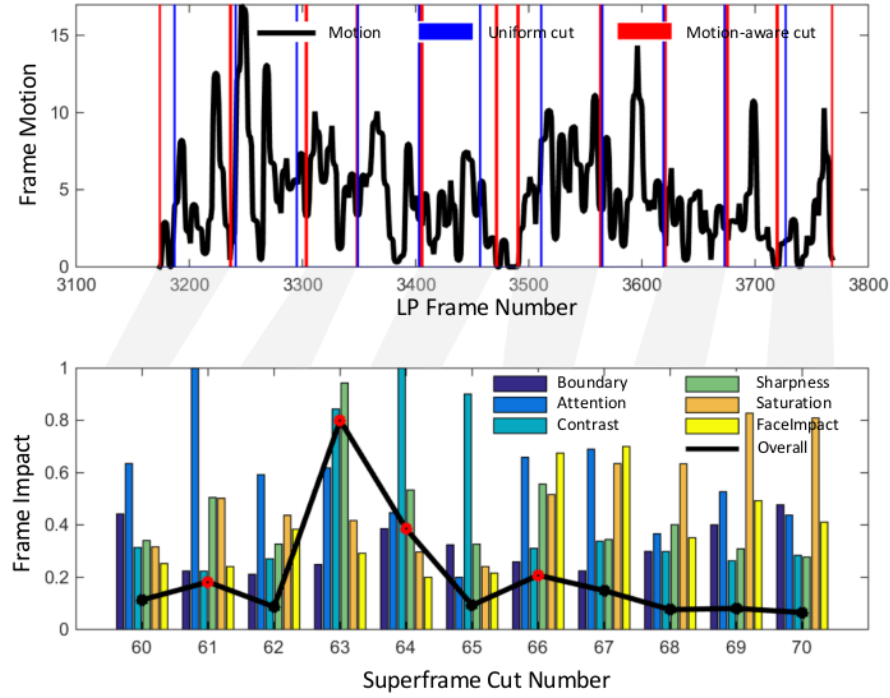 15
10
5
0
Frame Motion
Motion Uniform cut Motion-aware cut
3100 3200 3300 3400 3500 3600 3700 3800
LP Frame Number
1
0.8
0.6
0.4
0.2
0
Frame Impact
Boundary Sharpness
Attention Saturation
Contrast FaceImpact
Overall
60 61 62 63 64 65 66 67 68 69 70
Superframe Cut Number